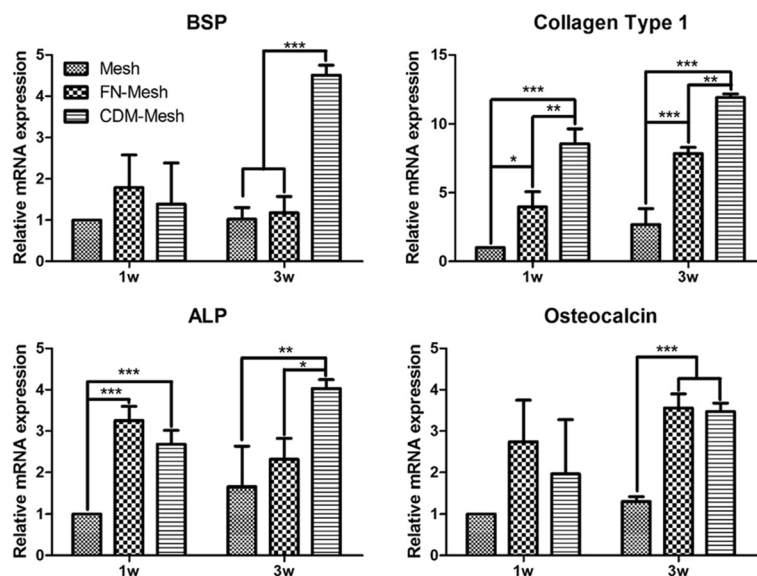 BSP
Relative mRNA expression
5
4
3
2
1
0
Mesh
FN-Mesh
CDM-Mesh
***
1w
3w
Collagen Type 1
Relative mRNA expression
15
10
5
0
***
**
*
***
**
***
1w
3w
ALP
Relative mRNA expression
5
4
3
2
1
0
***
***
**
*
1w
3w
Osteocalcin
Relative mRNA expression
5
4
3
2
1
0
***
1w
3w